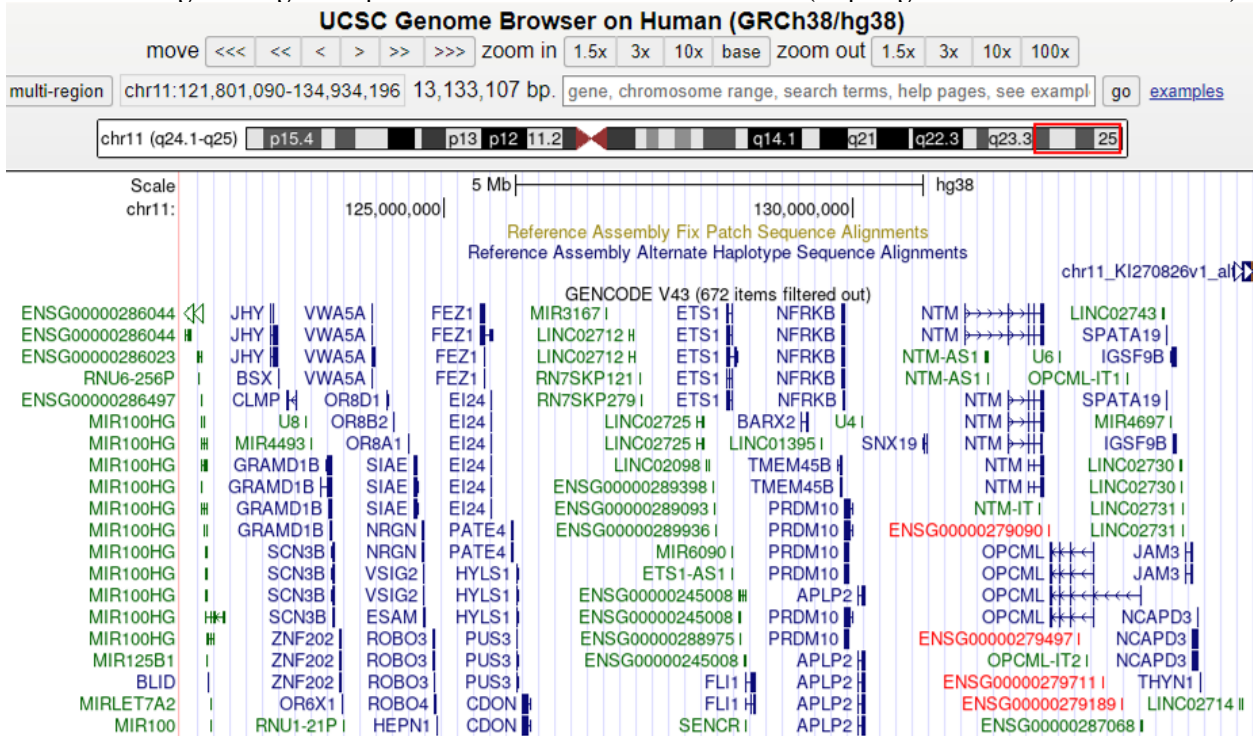 UCSC Genome Browser on Human (GRCh38/hg38)
move <<< << < > >> >>> zoom in 1.5x 3x 10x base zoom out 1.5x 3x 10x 100x
multi-region chr11:121,801,090-134,934,196 13,133,107 bp. gene, chromosome range, search terms, help pages, see exampl go examples
chr11 (q24.1-q25) p15.4 p13 p12 11.2 q14.1 q21 q22.3 q23.3 25
Scale 5 Mb hg38
chr11: 125,000,000 130,000,000
Reference Assembly Fix Patch Sequence Alignments
Reference Assembly Alternate Haplotype Sequence Alignments
chr11_KI270826v1_alt
GENCODE V43 (672 items filtered out)
ENSG00000286044 JHY VWA5A FEZ1 MIR3167 ETS1 NFRKB NTM LINC02743
ENSG00000286044 JHY VWA5A FEZ1 LINC02712 ETS1 NFRKB NTM SPATA19
ENSG00000286023 JHY VWA5A FEZ1 LINC02712 ETS1 NFRKB NTM-AS1 U6 IGSF9B
RNU6-256P BSX VWA5A FEZ1 RN7SKP121 ETS1 NFRKB NTM-AS1 OPCML-IT1
ENSG00000286497 CLMP OR8D1 EI24 RN7SKP279 ETS1 NFRKB NTM SPATA19
MIR100HG U8 OR8B2 EI24 LINC02725 BARX2 U4 NTM MIR4697
MIR100HG MIR4493 OR8A1 EI24 LINC02725 LINC01395 SNX19 NTM IGSF9B
MIR100HG GRAMD1B SIAE EI24 LINC02098 TMEM45B NTM LINC02730
MIR100HG GRAMD1B SIAE EI24 ENSG00000289398 TMEM45B NTM LINC02730
MIR100HG GRAMD1B SIAE EI24 ENSG00000289093 PRDM10 NTM-IT LINC02731
MIR100HG GRAMD1B NRGN PATE4 ENSG00000289936 PRDM10 ENSG00000279090 LINC02731
MIR100HG SCN3B NRGN PATE4 MIR6090 PRDM10 OPCML JAM3
MIR100HG SCN3B VSIG2 HYLS1 ETS1-AS1 PRDM10 OPCML JAM3
MIR100HG SCN3B VSIG2 HYLS1 ENSG00000245008 APLP2 OPCML
MIR100HG SCN3B ESAM HYLS1 ENSG00000245008 PRDM10 OPCML NCAPD3
MIR100HG ZNF202 ROBO3 PUS3 ENSG00000288975 PRDM10 ENSG00000279497 NCAPD3
MIR125B1 ZNF202 ROBO3 PUS3 ENSG00000245008 APLP2 OPCML-IT2 NCAPD3
BLID ZNF202 ROBO3 PUS3 FLI1 APLP2 ENSG00000279711 THYN1
MIRLET7A2 OR6X1 ROBO4 CDON FLI1 APLP2 ENSG00000279189 LINC02714
MIR100 RNU1-21P HEPN1 CDON SENCR APLP2 ENSG00000287068